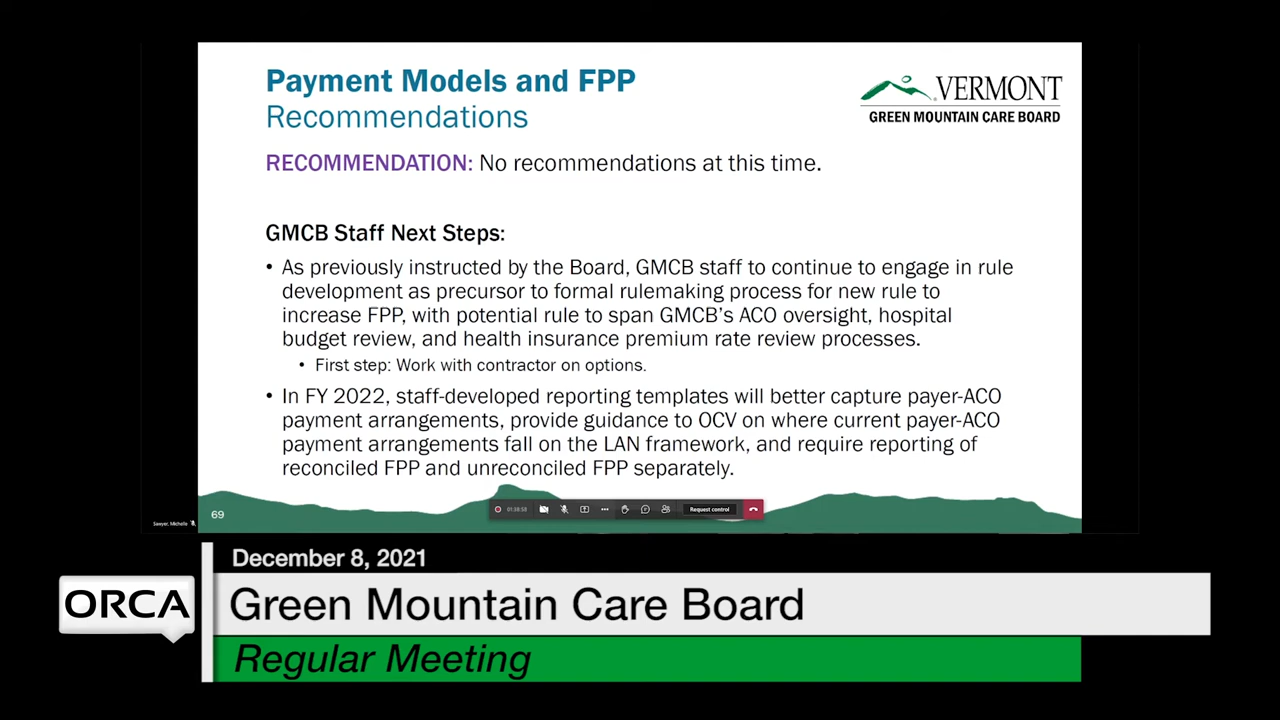 Payment Models and FPP
Recommendations
VERMONT
GREEN MOUNTAIN CARE BOARD
RECOMMENDATION: No recommendations at this time.
GMCB Staff Next Steps:
• As previously instructed by the Board, GMCB staff to continue to engage in rule
development as precursor to formal rulemaking process for new rule to
increase FPP, with potential rule to span GMCB's ACO oversight, hospital
budget review, and health insurance premium rate review processes.
• First step: Work with contractor on options.
• In FY 2022, staff-developed reporting templates will better capture payer-ACO
payment arrangements, provide guidance to OCV on where current payer-ACO
payment arrangements fall on the LAN framework, and require reporting of
reconciled FPP and unreconciled FPP separately.
69
Request control
Sawyer, Michelle
December 8, 2021
ORCA
Green Mountain Care Board
Regular Meeting